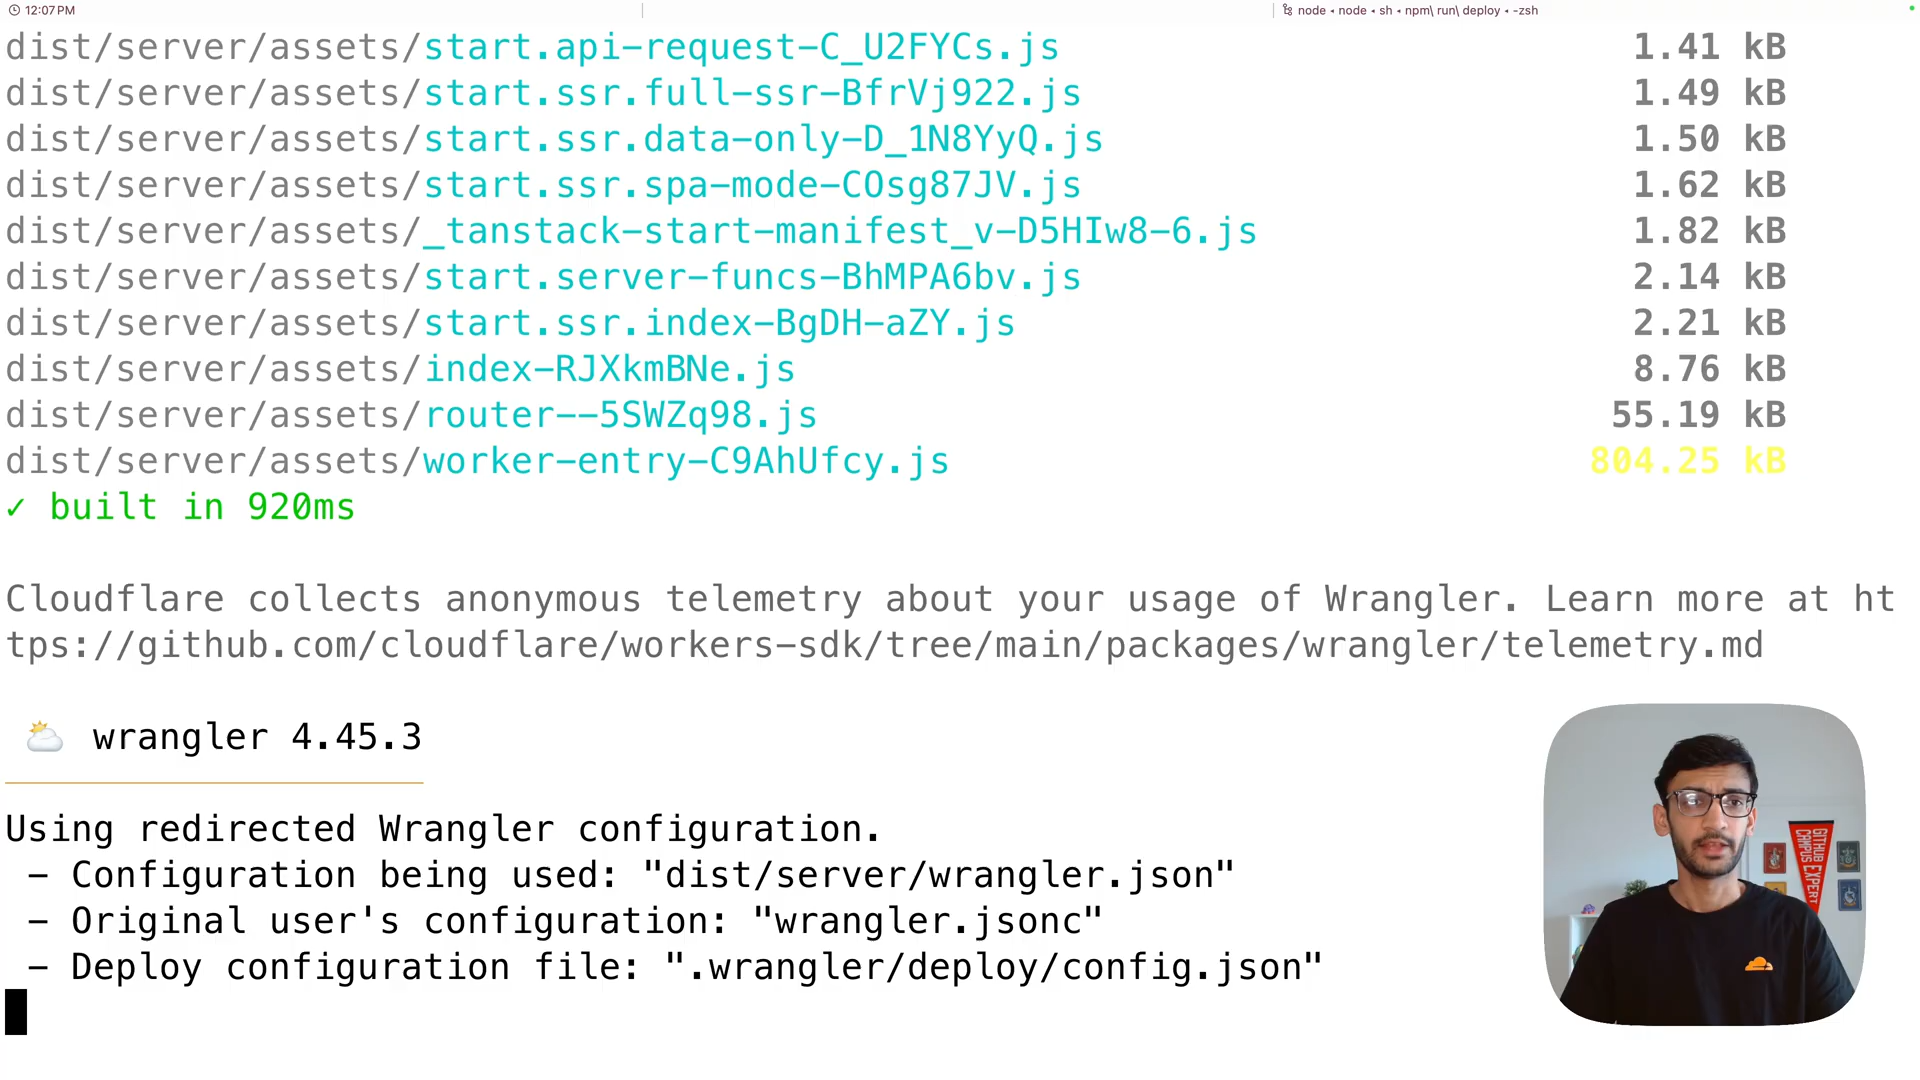 12:07PM
node ◂ node ◂ sh ◂ npm\ run\ deploy ◂ -zsh
dist/server/assets/start.api-request-C_U2FYCs.js 1.41 kB
dist/server/assets/start.ssr.full-ssr-BfrVj922.js 1.49 kB
dist/server/assets/start.ssr.data-only-D_1N8YyQ.js 1.50 kB
dist/server/assets/start.ssr.spa-mode-COsg87JV.js 1.62 kB
dist/server/assets/_tanstack-start-manifest_v-D5HIw8-6.js 1.82 kB
dist/server/assets/start.server-funcs-BhMPA6bv.js 2.14 kB
dist/server/assets/start.ssr.index-BgDH-aZY.js 2.21 kB
dist/server/assets/index-RJXkmBNe.js 8.76 kB
dist/server/assets/router--5SWZq98.js 55.19 kB
dist/server/assets/worker-entry-C9AhUfcy.js 804.25 kB
✓ built in 920ms
Cloudflare collects anonymous telemetry about your usage of Wrangler. Learn more at ht
tps://github.com/cloudflare/workers-sdk/tree/main/packages/wrangler/telemetry.md
wrangler 4.45.3
Using redirected Wrangler configuration.
- Configuration being used: "dist/server/wrangler.json"
- Original user's configuration: "wrangler.jsonc"
- Deploy configuration file: ".wrangler/deploy/config.json"
GITHUB
CAMPUS EXPERT